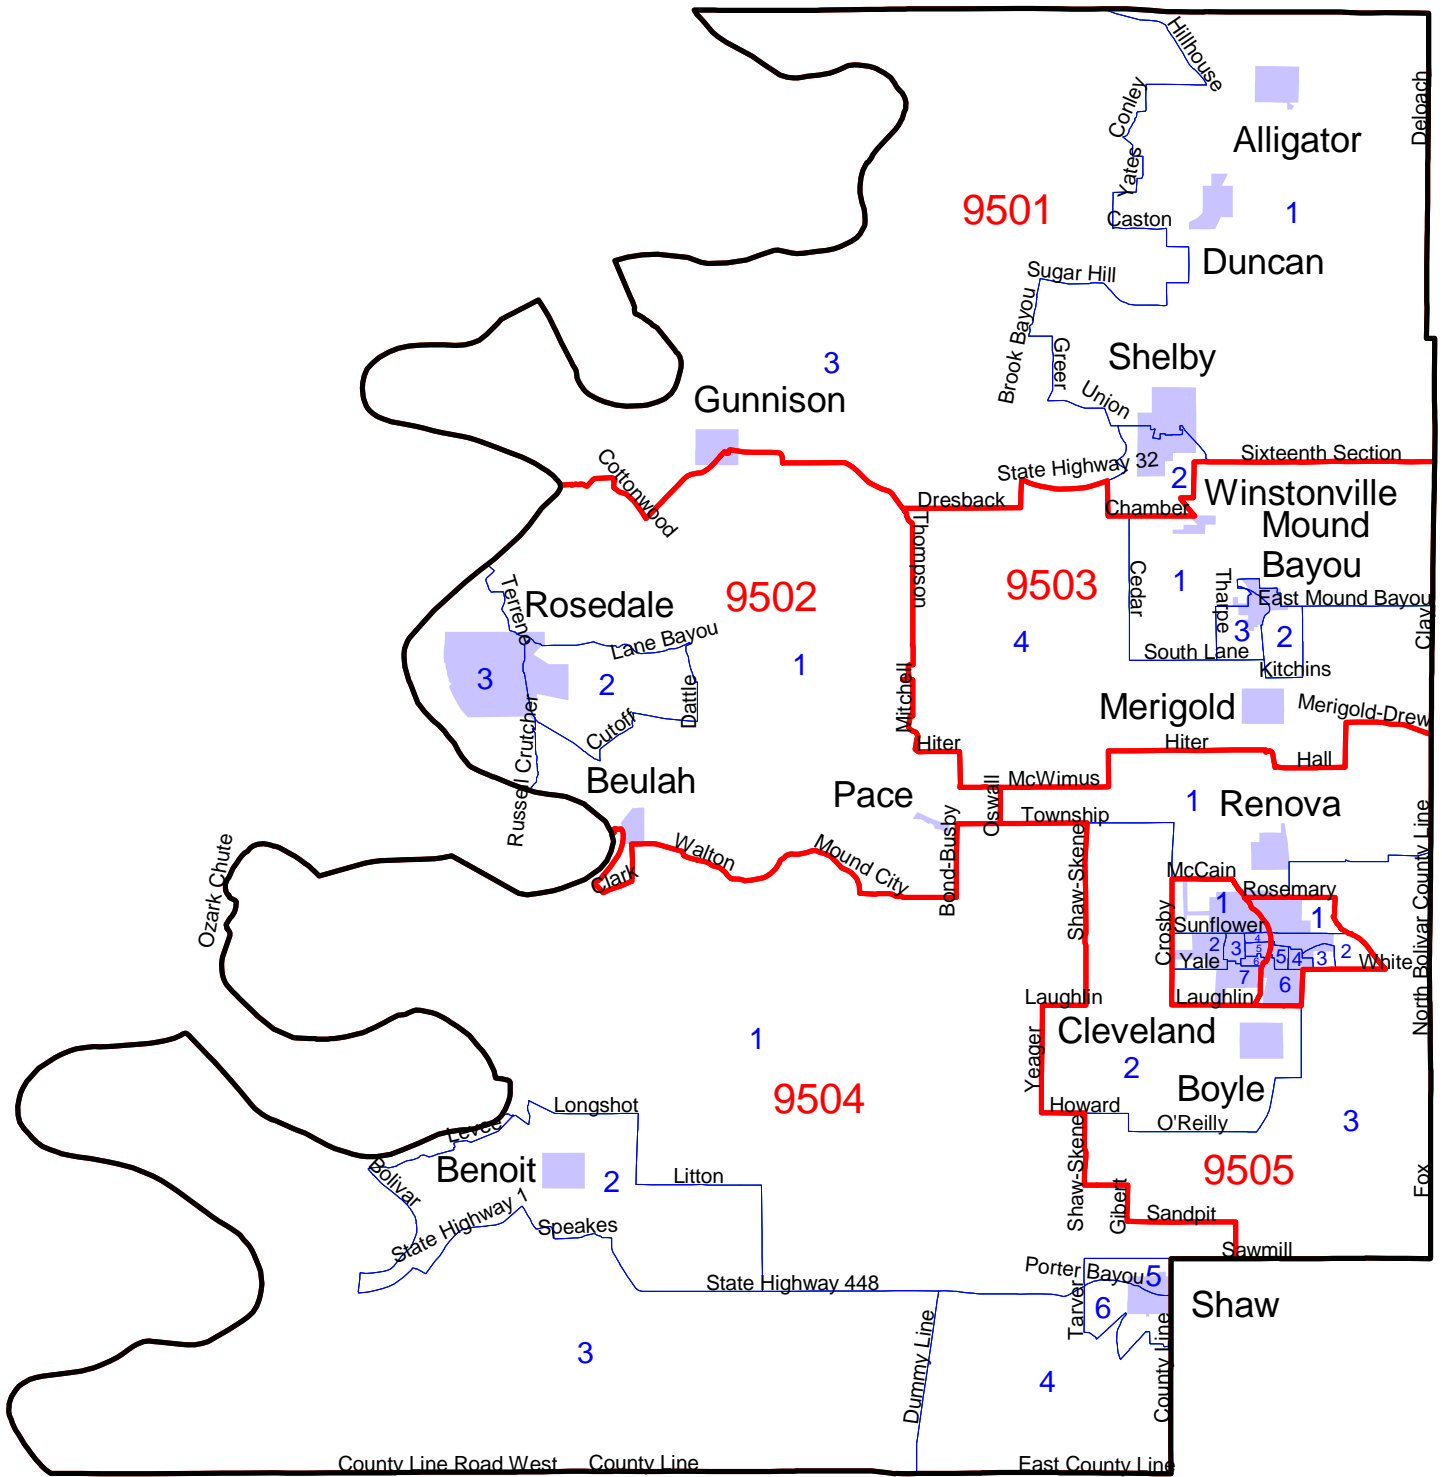 Hillhouse
Deloach
Conley
Alligator
Yates
9501
1
Caston
Duncan
Sugar Hill
Brook Bayou
Greer
Shelby
3
Gunnison
Union
Sixteenth Section
Cottonwood
State Highway 32
2
Dresback
Chamber
Winstonville
Mound
Bayou
Thompson
9502
9503
Cedar
1
Tharpe
East Mound Bayou
Clay
Terrene
Rosedale
Lane Bayou
4
3
2
South Lane
Kitchins
1
3
2
Dattle
Mitchell
Merigold
Merigold-Drew
Cutoff
Russell Crutcher
Hiter
Hiter
Hall
Beulah
McWimus
Pace
Oswall
Township
1
Renova
North Bolivar County Line
Walton
Mound City
Bond-Busby
Shaw-Skene
Clark
Ozark Chute
McCain
Rosemary
Crosby
1
1
Sunflower
2
3
4
5
6
7
Yale
5
4
3
2
6
White
Laughlin
Laughlin
1
Cleveland
Yeager
2
Boyle
9504
Longshot
Howard
O'Reilly
3
Levee
Benoit
Bolivar
2
Litton
Shaw-Skene
9505
Fox
Gibert
State Highway 1
Speakes
Sandpit
Sawmill
Porter Bayou
5
State Highway 448
Tarver
6
Shaw
County Line
3
Dummy Line
4
County Line Road West
County Line
East County Line